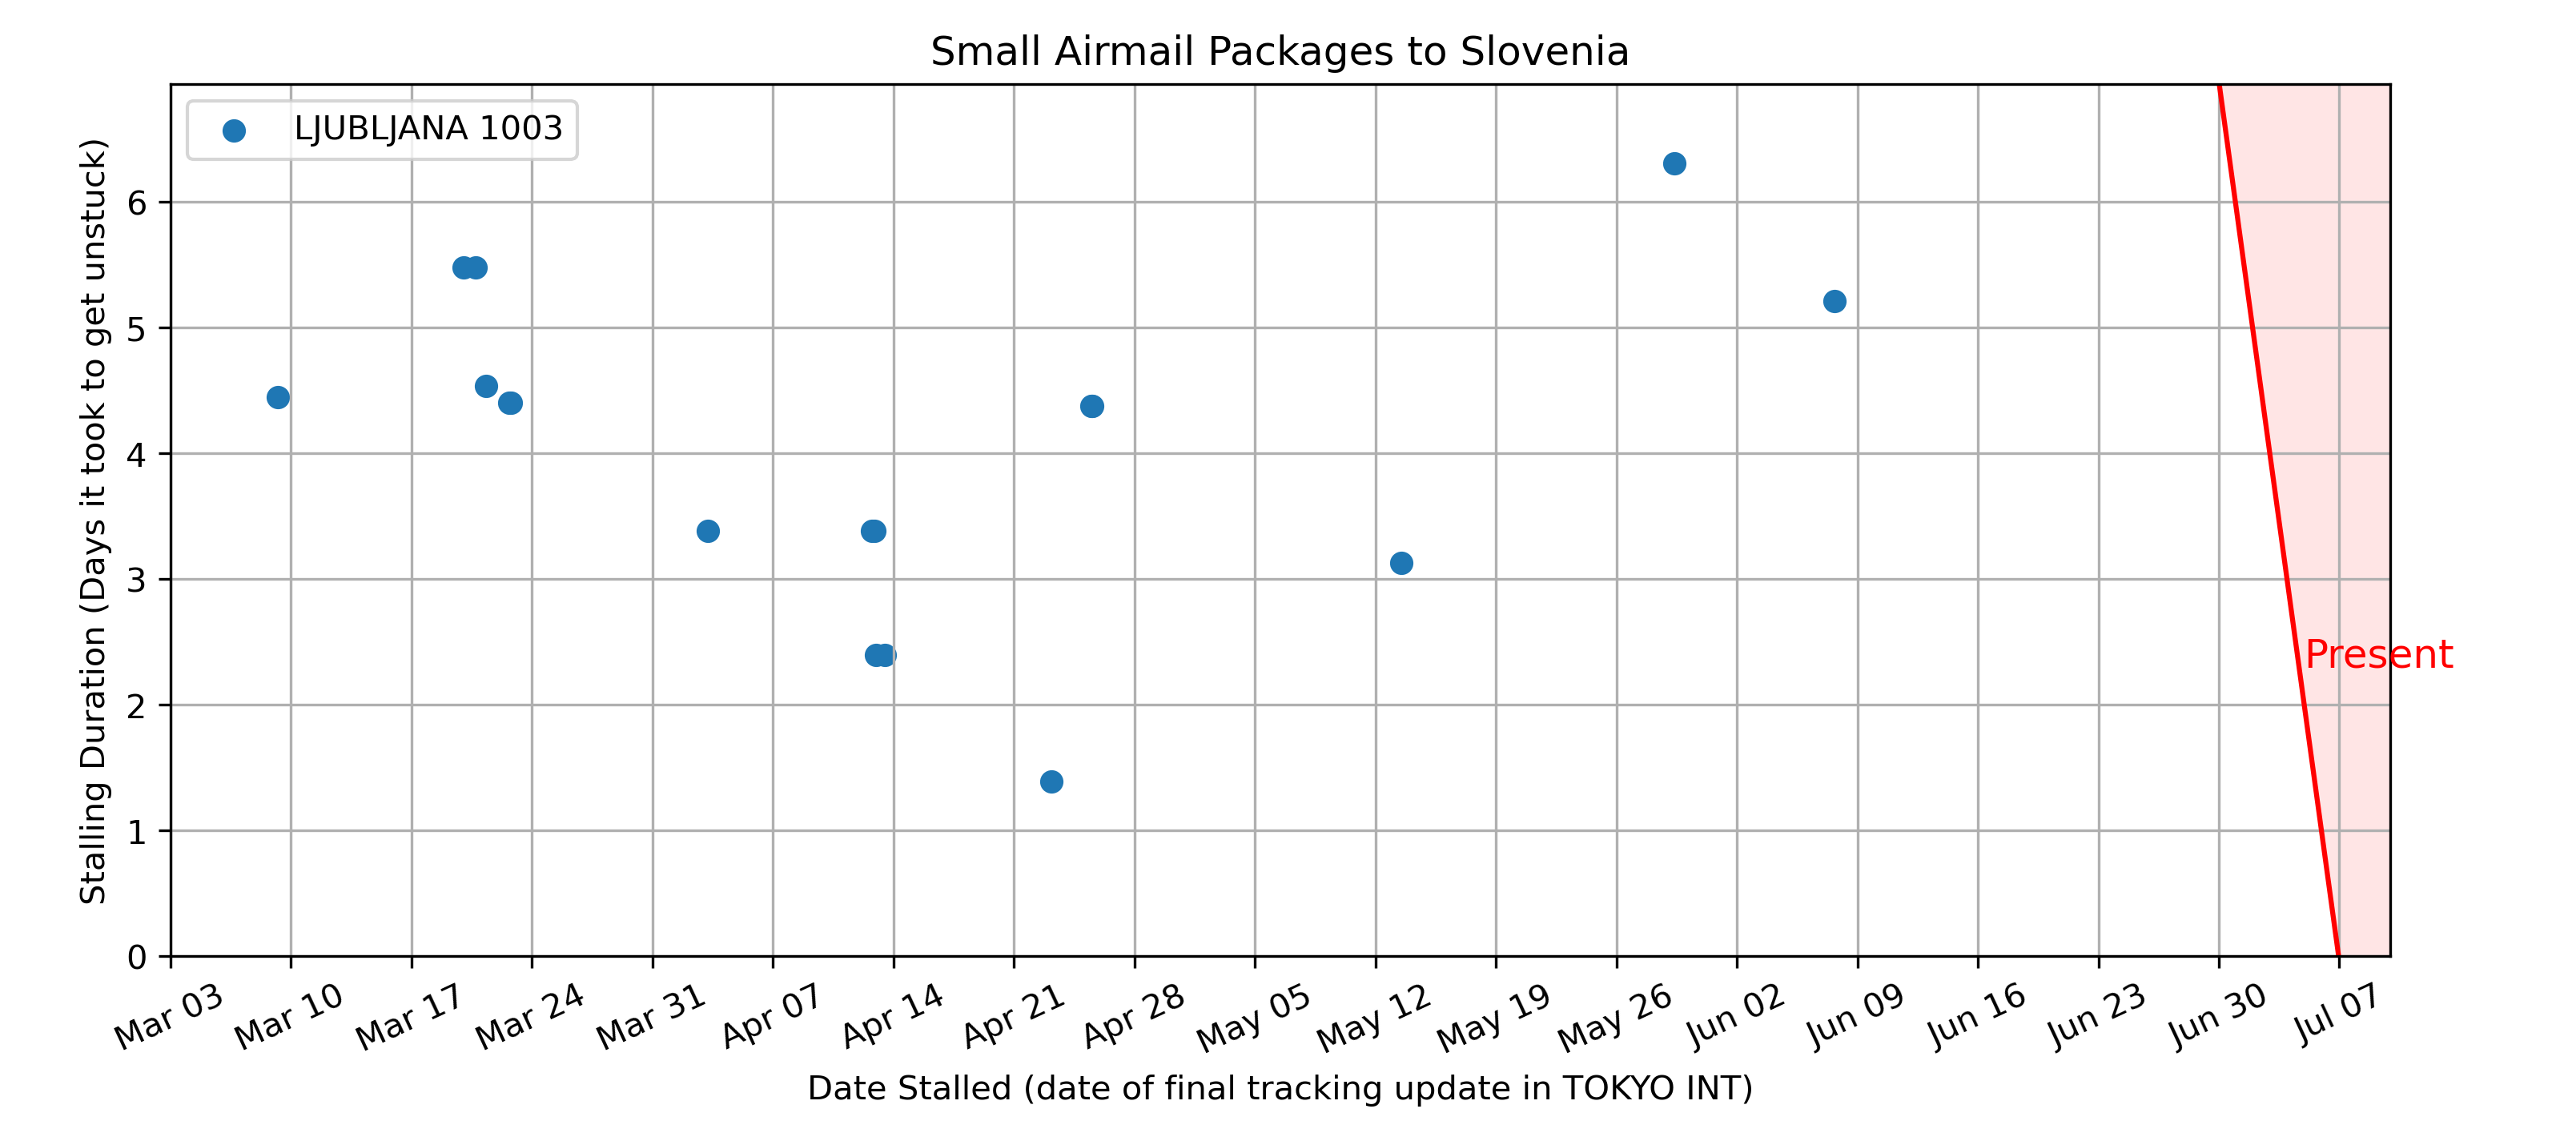 Small Airmail Packages to Slovenia
LJUBLJANA 1003
Stalling Duration (Days it took to get unstuck)
6
5
4
3
2
1
0
Present
Mar 03 Mar 10 Mar 17 Mar 24 Mar 31 Apr 07 Apr 14 Apr 21 Apr 28 May 05 May 12 May 19 May 26 Jun 02 Jun 09 Jun 16 Jun 23 Jun 30 Jul 07
Date Stalled (date of final tracking update in TOKYO INT)